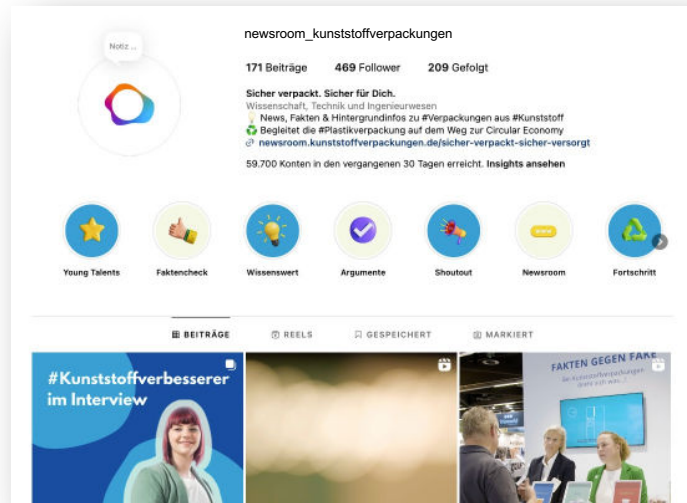 Notiz ...
newsroom_kunststoffverpackungen
171 Beiträge 469 Follower 209 Gefolgt
Sicher verpackt. Sicher für Dich.
Wissenschaft, Technik und Ingenieurwesen
News, Fakten & Hintergrundinfos zu #Verpackungen aus #Kunststoff
Begleitet die #Plastikverpackung auf dem Weg zur Circular Economy
newsroom.kunststoffverpackungen.de/sicher-verpackt-sicher-versorgt
59.700 Konten in den vergangenen 30 Tagen erreicht. Insights ansehen
Young Talents Faktencheck Wissenswert Argumente Shoutout Newsroom Fortschritt
BEITRÄGE REELS GESPEICHERT MARKIERT
#Kunststoffverbesserer
im Interview
FAKTEN GEGEN FAKE